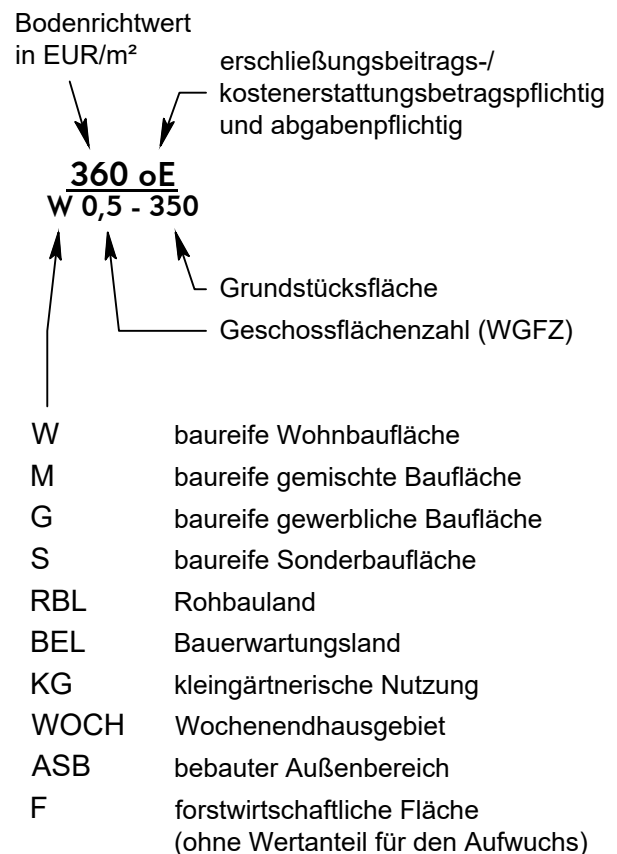 Bodenrichtwert
in EUR/m²
erschließungsbeitrags-/
kostenerstattungsbetragspflichtig
und abgabenpflichtig
360 oE
W 0,5 - 350
Grundstücksfläche
Geschossflächenzahl (WGFZ)
W baureife Wohnbaufläche
M baureife gemischte Baufläche
G baureife gewerbliche Baufläche
S baureife Sonderbaufläche
RBL Rohbauland
BEL Bauerwartungsland
KG kleingärtnerische Nutzung
WOCH Wochenendhausgebiet
ASB bebauter Außenbereich
F forstwirtschaftliche Fläche
(ohne Wertanteil für den Aufwuchs)